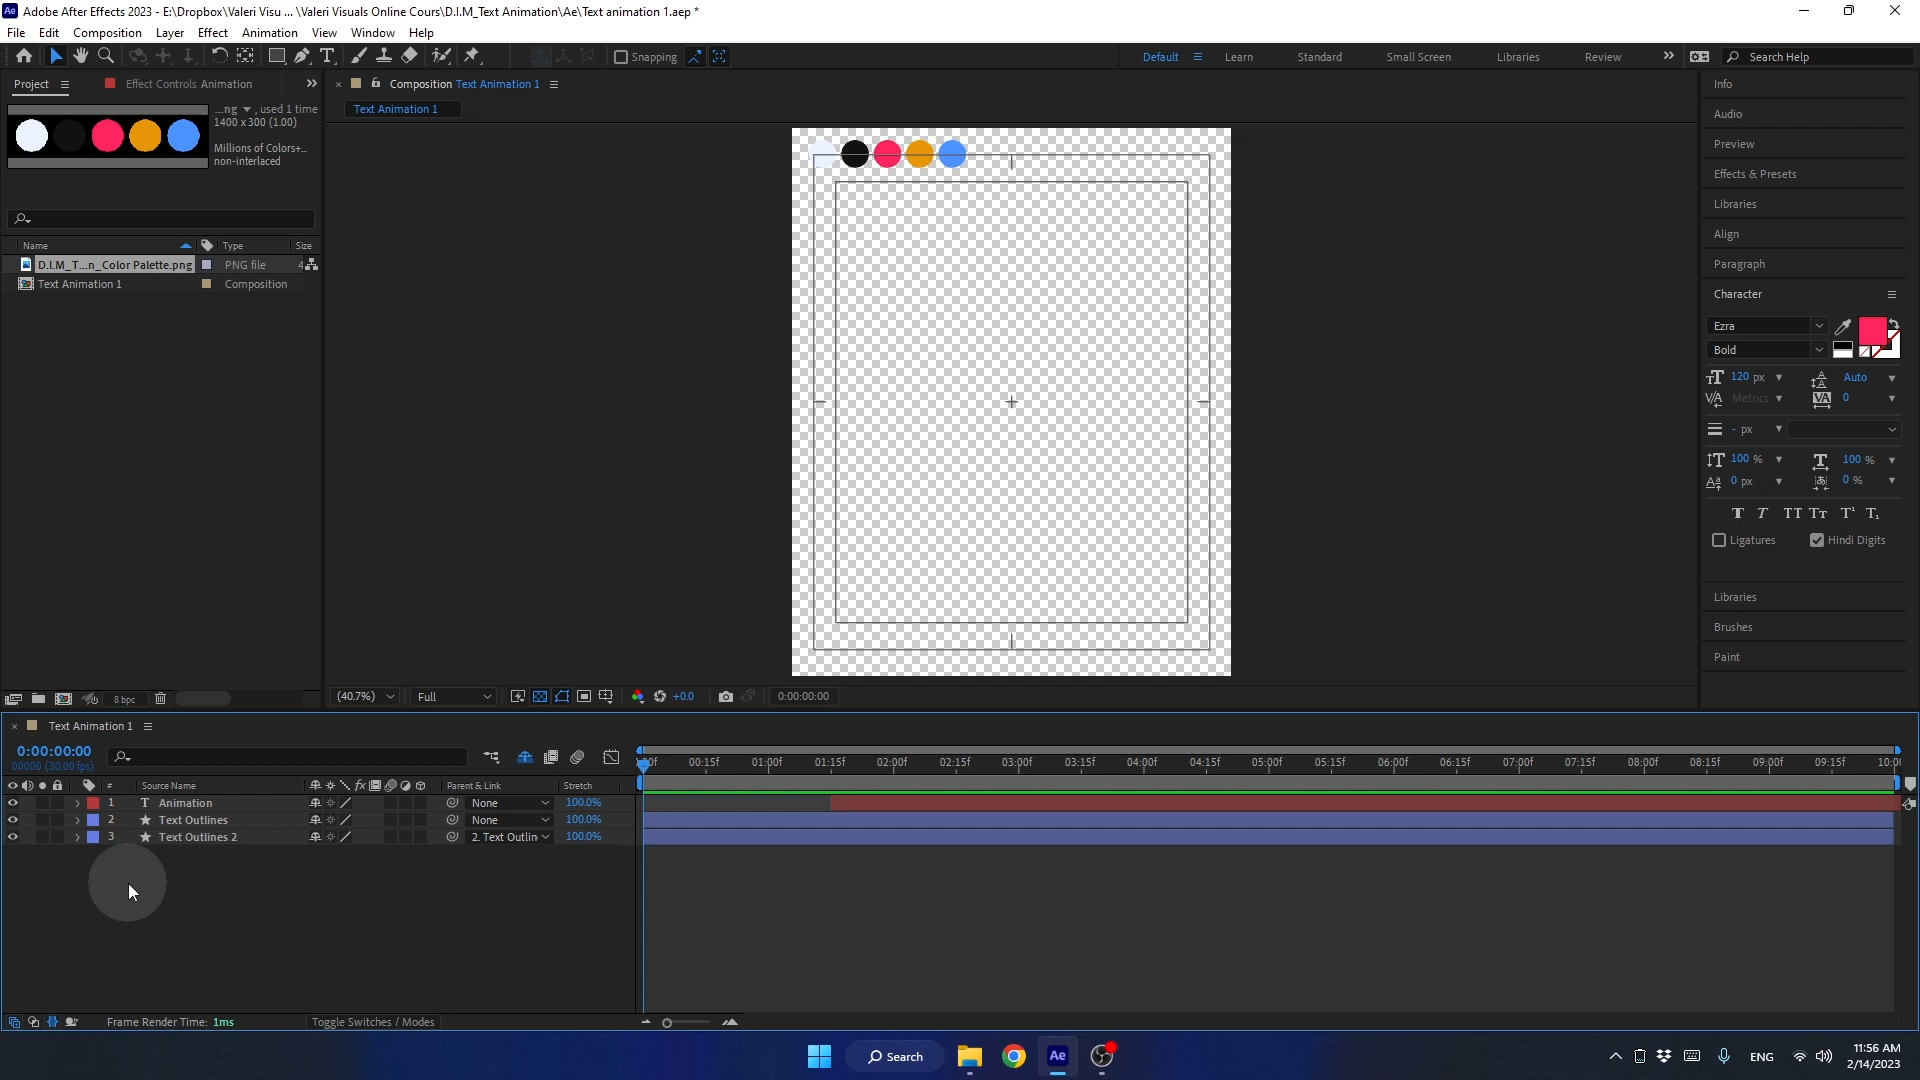 Ae Adobe After Effects 2023 - E:\Dropbox\Valeri Visu ... \Valeri Visuals Online Cours\D.I.M_Text Animation\Ae\Text animation 1.aep *
File Edit Composition Layer Effect Animation View Window Help
Snapping Default Learn Standard Small Screen Libraries Review Search Help
Project Effect Controls Animation
Composition Text Animation 1
Text Animation 1
...ng ▼ , used 1 time
1400 x 300 (1.00)
Millions of Colors+...
non-interlaced
Name Type Size
D.I.M_T...n_Color Palette.png PNG file 4
Text Animation 1 Composition
8 bpc
(40.7%) Full +0.0 0:00:00:00
Info
Audio
Preview
Effects & Presets
Libraries
Align
Paragraph
Character
Ezra
Bold
120 px Auto
Metrics 0
- px
100 % 100 %
0 px 0 %
Ligatures Hindi Digits
Libraries
Brushes
Paint
Text Animation 1
0:00:00:00
00000 (30.00 fps)
00:15f 01:00f 01:15f 02:00f 02:15f 03:00f 03:15f 04:00f 04:15f 05:00f 05:15f 06:00f 06:15f 07:00f 07:15f 08:00f 08:15f 09:00f 09:15f 10:0
# Source Name Parent & Link Stretch
1 T Animation None 100.0%
2 Text Outlines None 100.0%
3 Text Outlines 2 2. Text Outlin 100.0%
Frame Render Time: 1ms Toggle Switches / Modes
Search Ae ENG
11:56 AM
2/14/2023